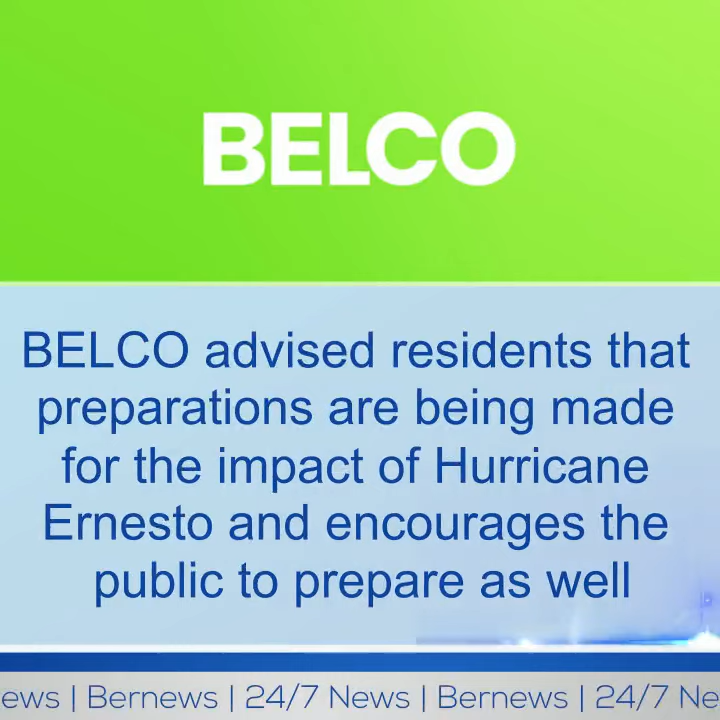 BELCO
BELCO advised residents that
preparations are being made
for the impact of Hurricane
Ernesto and encourages the
public to prepare as well
ews | Bernews | 24/7 News | Bernews | 24/7 Ne